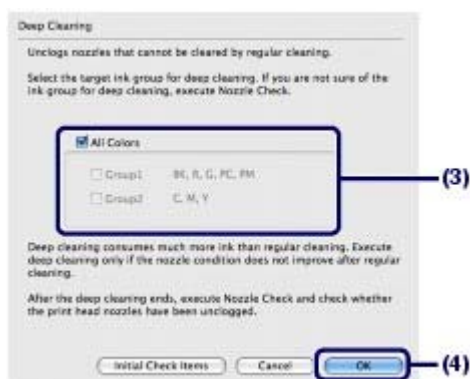 Deep Cleaning
Unclogs nozzles that cannot be cleared by regular cleaning.
Select the target ink group for deep cleaning. If you are not sure of the
ink group for deep cleaning, execute Nozzle Check.
All Colors
Group1 BK, R, G, PC, PM
(3)
Group2 C, M, Y
Deep cleaning consumes much more ink than regular cleaning. Execute
deep cleaning only if the nozzle condition does not improve after regular
cleaning.
After the deep cleaning ends, execute Nozzle Check and check whether
the print head nozzles have been unclogged.
Initial Check Items Cancel OK (4)